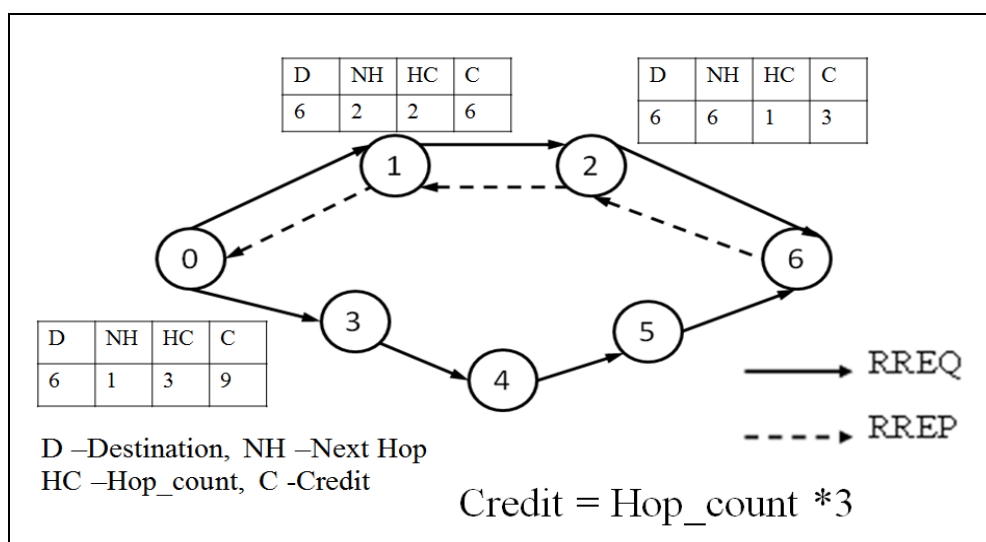 D NH HC C
6 2 2 6
D NH HC C
6 6 1 3
1
2
0
6
3
5
4
D NH HC C
6 1 3 9
RREQ
RREP
D –Destination, NH –Next Hop
HC –Hop_count, C -Credit
Credit = Hop_count *3